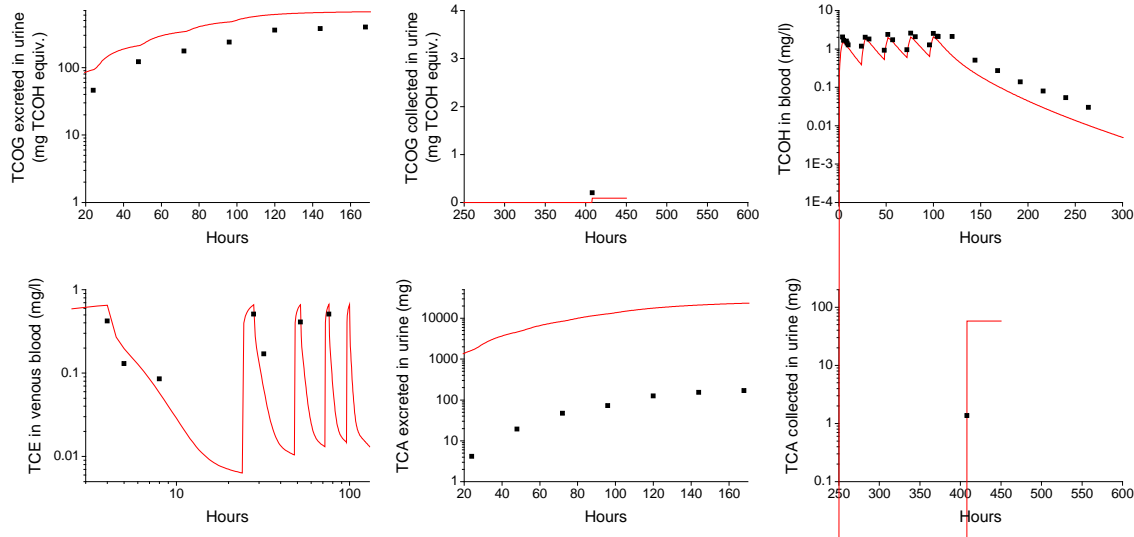 TCOG excreted in urine
(mg TCOH equiv.)
100
10
1
20 40 60 80 100 120 140 160
Hours
TCOG collected in urine
(mg TCOH equiv.)
4
3
2
1
0
250 300 350 400 450 500 550 600
Hours
TCOH in blood (mg/l)
10
1
0.1
0.01
1E-3
1E-4
0 50 100 150 200 250 300
Hours
TCE in venous blood (mg/l)
1
0.1
0.01
10 100
Hours
TCA excreted in urine (mg)
10000
1000
100
10
1
20 40 60 80 100 120 140 160
Hours
TCA collected in urine (mg)
100
10
1
0.1
250 300 350 400 450 500 550 600
Hours